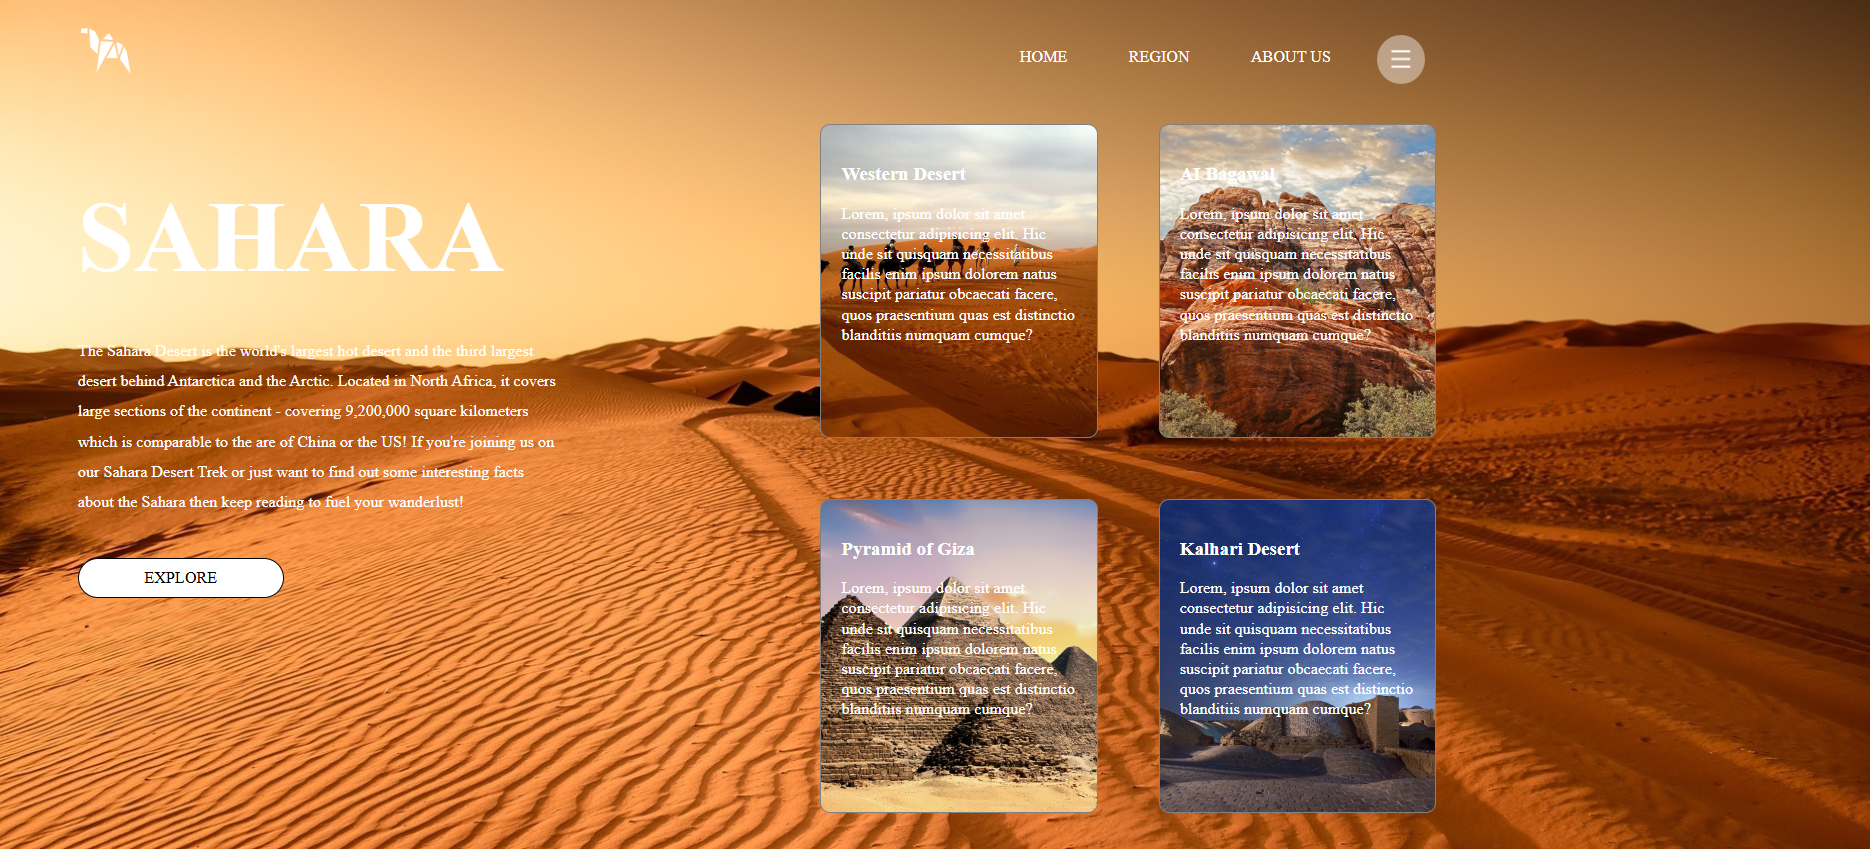 HOME REGION ABOUT US
SAHARA
The Sahara Desert is the world's largest hot desert and the third largest
desert behind Antarctica and the Arctic. Located in North Africa, it covers
large sections of the continent - covering 9,200,000 square kilometers
which is comparable to the are of China or the US! If you're joining us on
our Sahara Desert Trek or just want to find out some interesting facts
about the Sahara then keep reading to fuel your wanderlust!
EXPLORE
Western Desert
Lorem, ipsum dolor sit amet
consectetur adipisicing elit. Hic
unde sit quisquam necessitatibus
facilis enim ipsum dolorem natus
suscipit pariatur obcaecati facere,
quos praesentium quas est distinctio
blanditiis numquam cumque?
AI Bagawal
Lorem, ipsum dolor sit amet
consectetur adipisicing elit. Hic
unde sit quisquam necessitatibus
facilis enim ipsum dolorem natus
suscipit pariatur obcaecati facere,
quos praesentium quas est distinctio
blanditiis numquam cumque?
Pyramid of Giza
Lorem, ipsum dolor sit amet
consectetur adipisicing elit. Hic
unde sit quisquam necessitatibus
facilis enim ipsum dolorem natus
suscipit pariatur obcaecati facere,
quos praesentium quas est distinctio
blanditiis numquam cumque?
Kalhari Desert
Lorem, ipsum dolor sit amet
consectetur adipisicing elit. Hic
unde sit quisquam necessitatibus
facilis enim ipsum dolorem natus
suscipit pariatur obcaecati facere,
quos praesentium quas est distinctio
blanditiis numquam cumque?